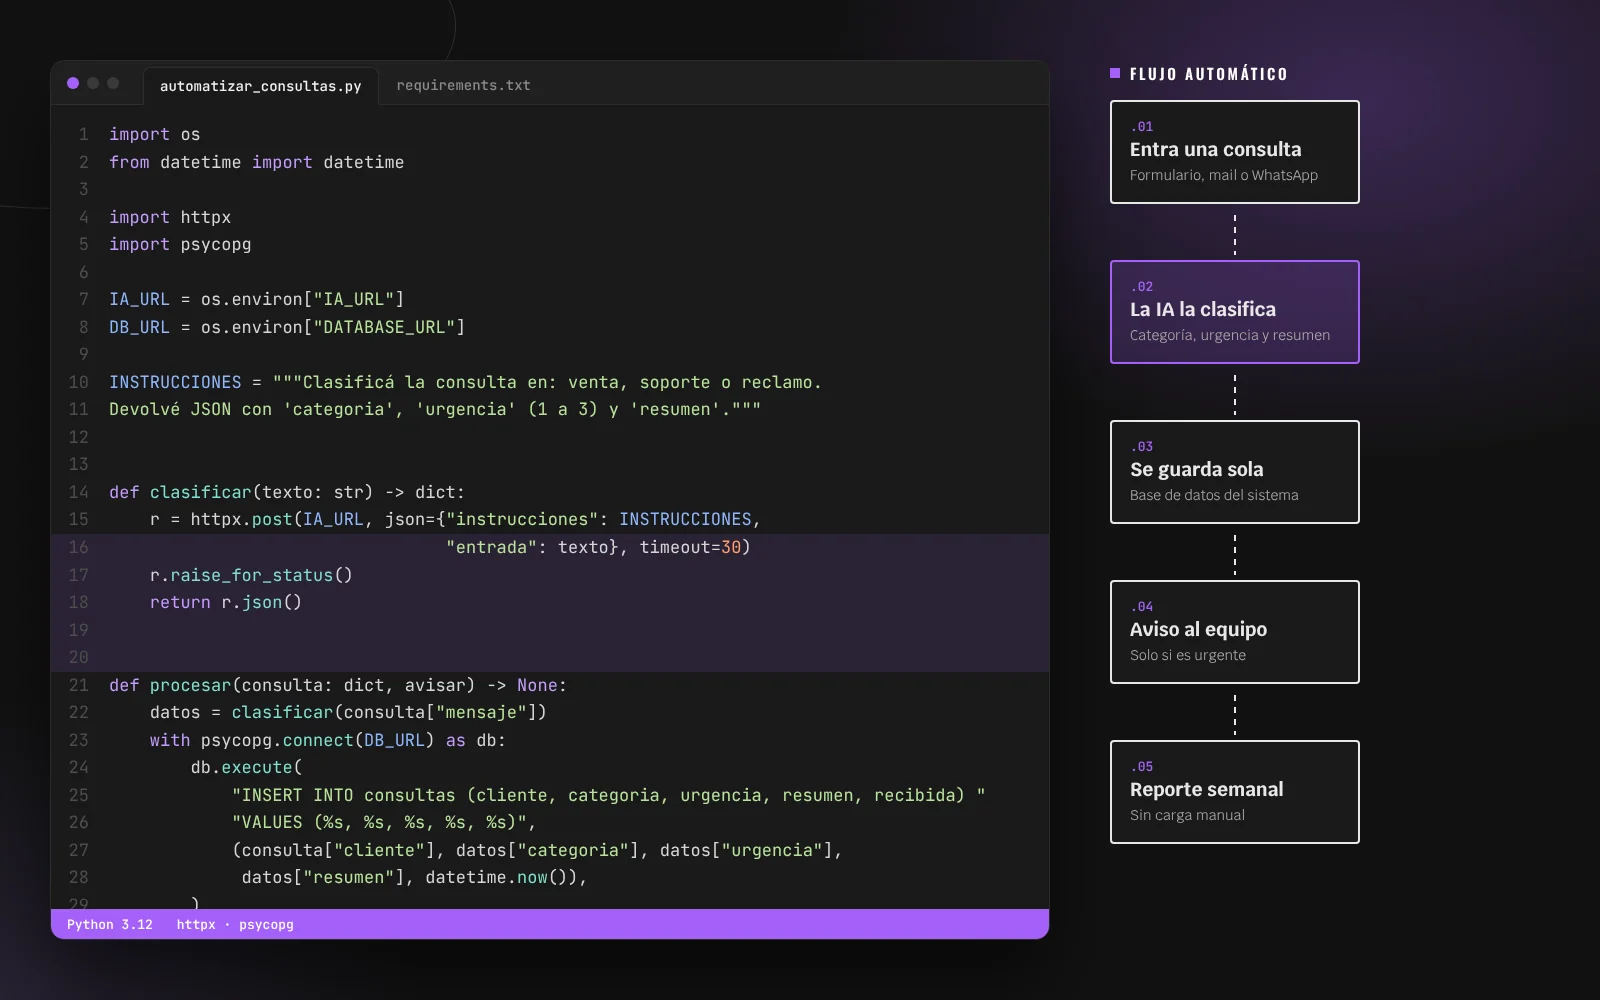 automatizar_consultas.py
requirements.txt
1 import os
2 from datetime import datetime
3
4 import httpx
5 import psycopg
6
7 IA_URL = os.environ["IA_URL"]
8 DB_URL = os.environ["DATABASE_URL"]
9
10 INSTRUCCIONES = """Clasificá la consulta en: venta, soporte o reclamo.
11 Devolvé JSON con 'categoria', 'urgencia' (1 a 3) y 'resumen'."""
12
13
14 def clasificar(texto: str) -> dict:
15     r = httpx.post(IA_URL, json={"instrucciones": INSTRUCCIONES,
16                                  "entrada": texto}, timeout=30)
17     r.raise_for_status()
18     return r.json()
19
20
21 def procesar(consulta: dict, avisar) -> None:
22     datos = clasificar(consulta["mensaje"])
23     with psycopg.connect(DB_URL) as db:
24         db.execute(
25             "INSERT INTO consultas (cliente, categoria, urgencia, resumen, recibida) "
26             "VALUES (%s, %s, %s, %s, %s)",
27             (consulta["cliente"], datos["categoria"], datos["urgencia"],
28              datos["resumen"], datetime.now()),
29         )
Python 3.12 httpx · psycopg
FLUJO AUTOMÁTICO
.01
Entra una consulta
Formulario, mail o WhatsApp
.02
La IA la clasifica
Categoría, urgencia y resumen
.03
Se guarda sola
Base de datos del sistema
.04
Aviso al equipo
Solo si es urgente
.05
Reporte semanal
Sin carga manual